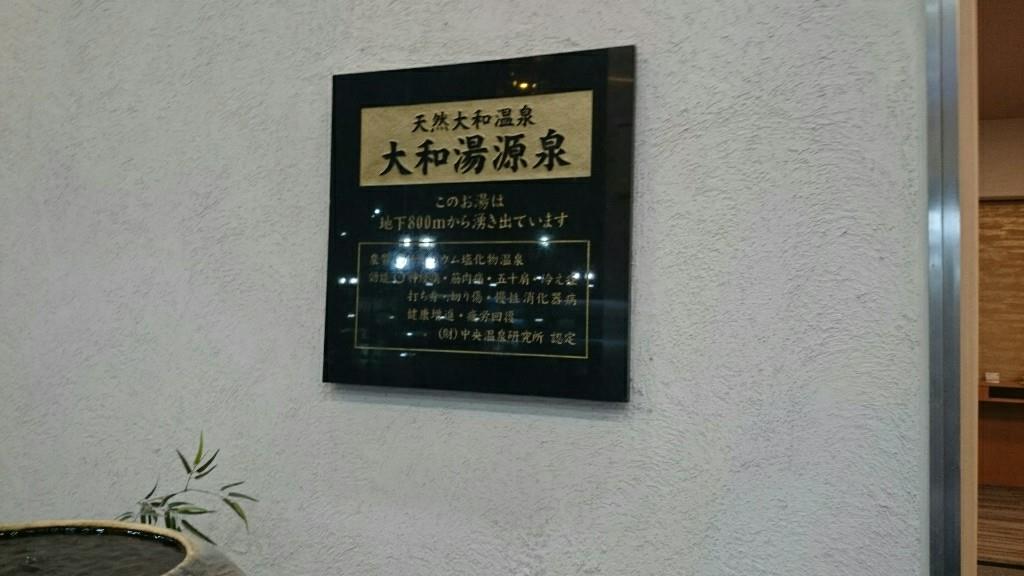 天然大和温泉
大和湯源泉
このお湯は
地下800mから湧き出ています
ウム塩化物温泉
・筋肉痛・五十肩・冷え
打ち身・切り傷・慢性消化器病
健康増進・疲労回復
(財)中央温泉研究所 認定